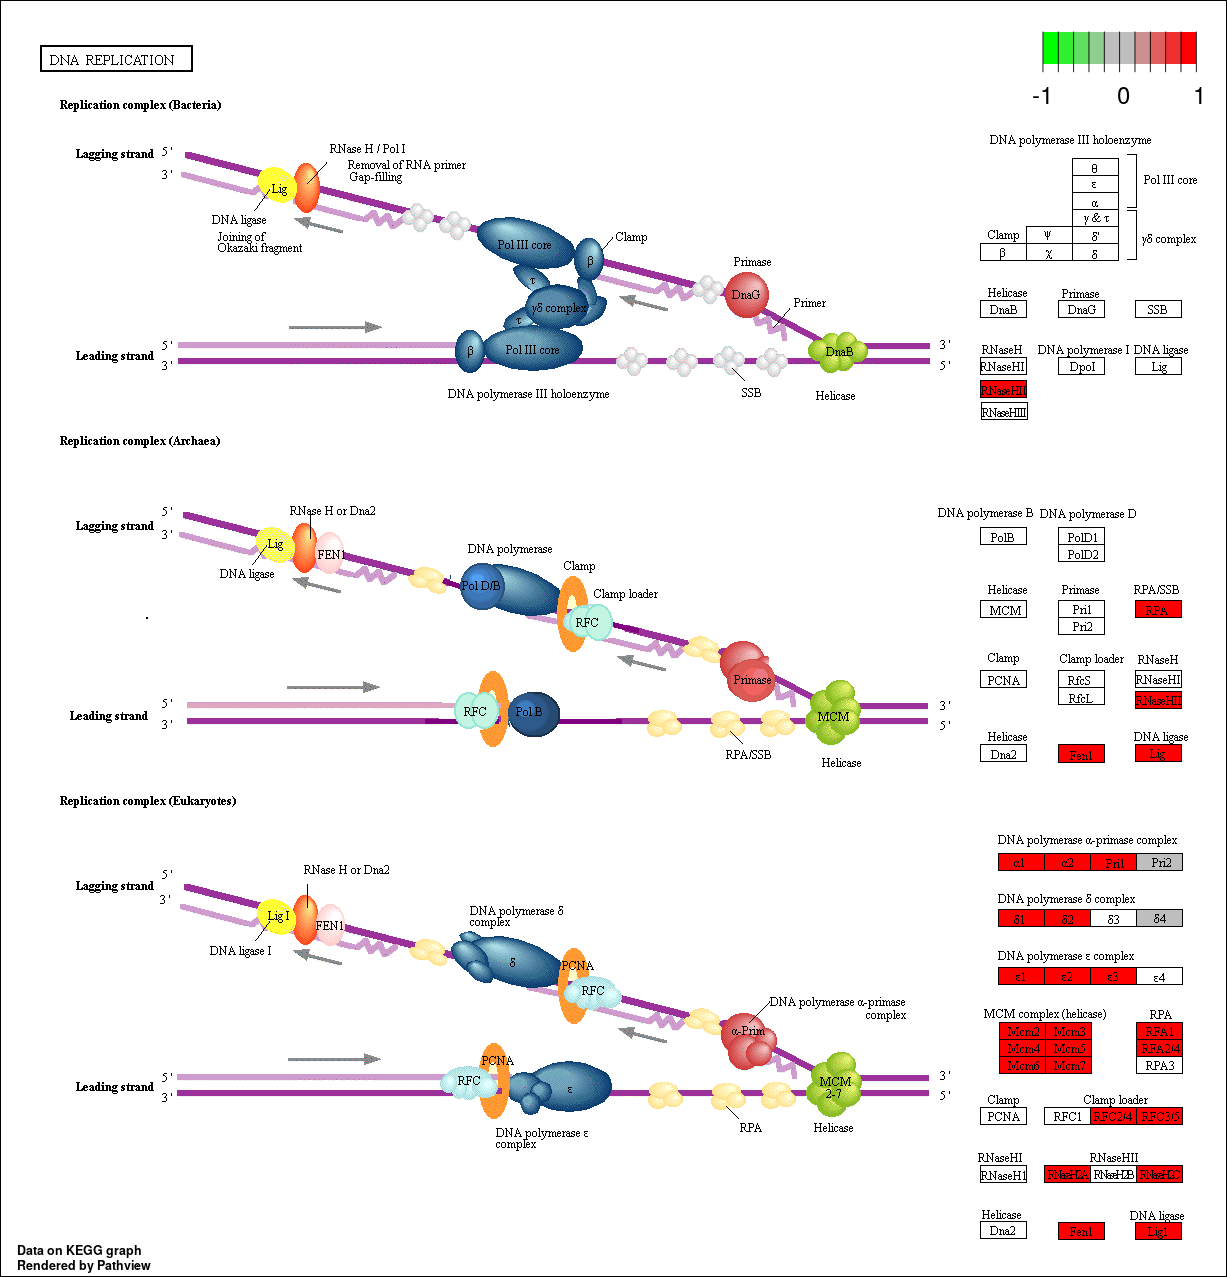 DNA REPLICATION
-1 0 1
Replication complex (Bacteria)
Lagging strand 5'
3'
RNase H / Pol I
Removal of RNA primer
Gap-filling
Lig
DNA ligase
Joining of
Okazaki fragment
Pol III core
Clamp
β
τ
γδ complex
τ
Primase
DnaG
Primer
5'
Leading strand 3'
β
Pol III core
DnaB
3'
5'
SSB
Helicase
DNA polymerase III holoenzyme
DNA polymerase III holoenzyme
θ
ε
α
Pol III core
γ & τ
Clamp ψ δ'
β χ δ
γδ complex
Helicase Primase
DnaB DnaG SSB
RNaseH DNA polymerase I DNA ligase
RNaseHI DpoI Lig
RNaseHII
RNaseHIII
Replication complex (Archaea)
Lagging strand 5'
3'
RNase H or Dna2
Lig
FEN1
DNA ligase
DNA polymerase
Pol D/B
Clamp
Clamp loader
RFC
Primase
5'
Leading strand 3'
RFC
Pol B
MCM
3'
5'
RPA/SSB
Helicase
DNA polymerase B DNA polymerase D
PolB PolD1
PolD2
Helicase Primase RPA/SSB
MCM Pri1 RPA
Pri2
Clamp Clamp loader RNaseH
PCNA RfcS RNaseHI
RfcL RNaseHII
Helicase DNA ligase
Dna2 Fen1 Lig
Replication complex (Eukaryotes)
Lagging strand 5'
3'
RNase H or Dna2
Lig I
FEN1
DNA ligase I
DNA polymerase δ
complex
δ
PCNA
RFC
DNA polymerase α-primase
complex
α-Prim
5'
Leading strand 3'
PCNA
RFC
ε
MCM
2-7
3'
5'
RPA
Helicase
DNA polymerase ε
complex
DNA polymerase α-primase complex
α1 α2 Pri1 Pri2
DNA polymerase δ complex
δ1 δ2 δ3 δ4
DNA polymerase ε complex
ε1 ε2 ε3 ε4
MCM complex (helicase) RPA
Mcm2 Mcm3 RFA1
Mcm4 Mcm5 RFA2/4
Mcm6 Mcm7 RPA3
Clamp Clamp loader
PCNA RFC1 RFC2/4 RFC3/5
RNaseHI RNaseHII
RNaseH1 RNaseH2A RNaseH2B RNaseH2C
Helicase DNA ligase
Dna2 Fen1 Lig1
Data on KEGG graph
Rendered by Pathview